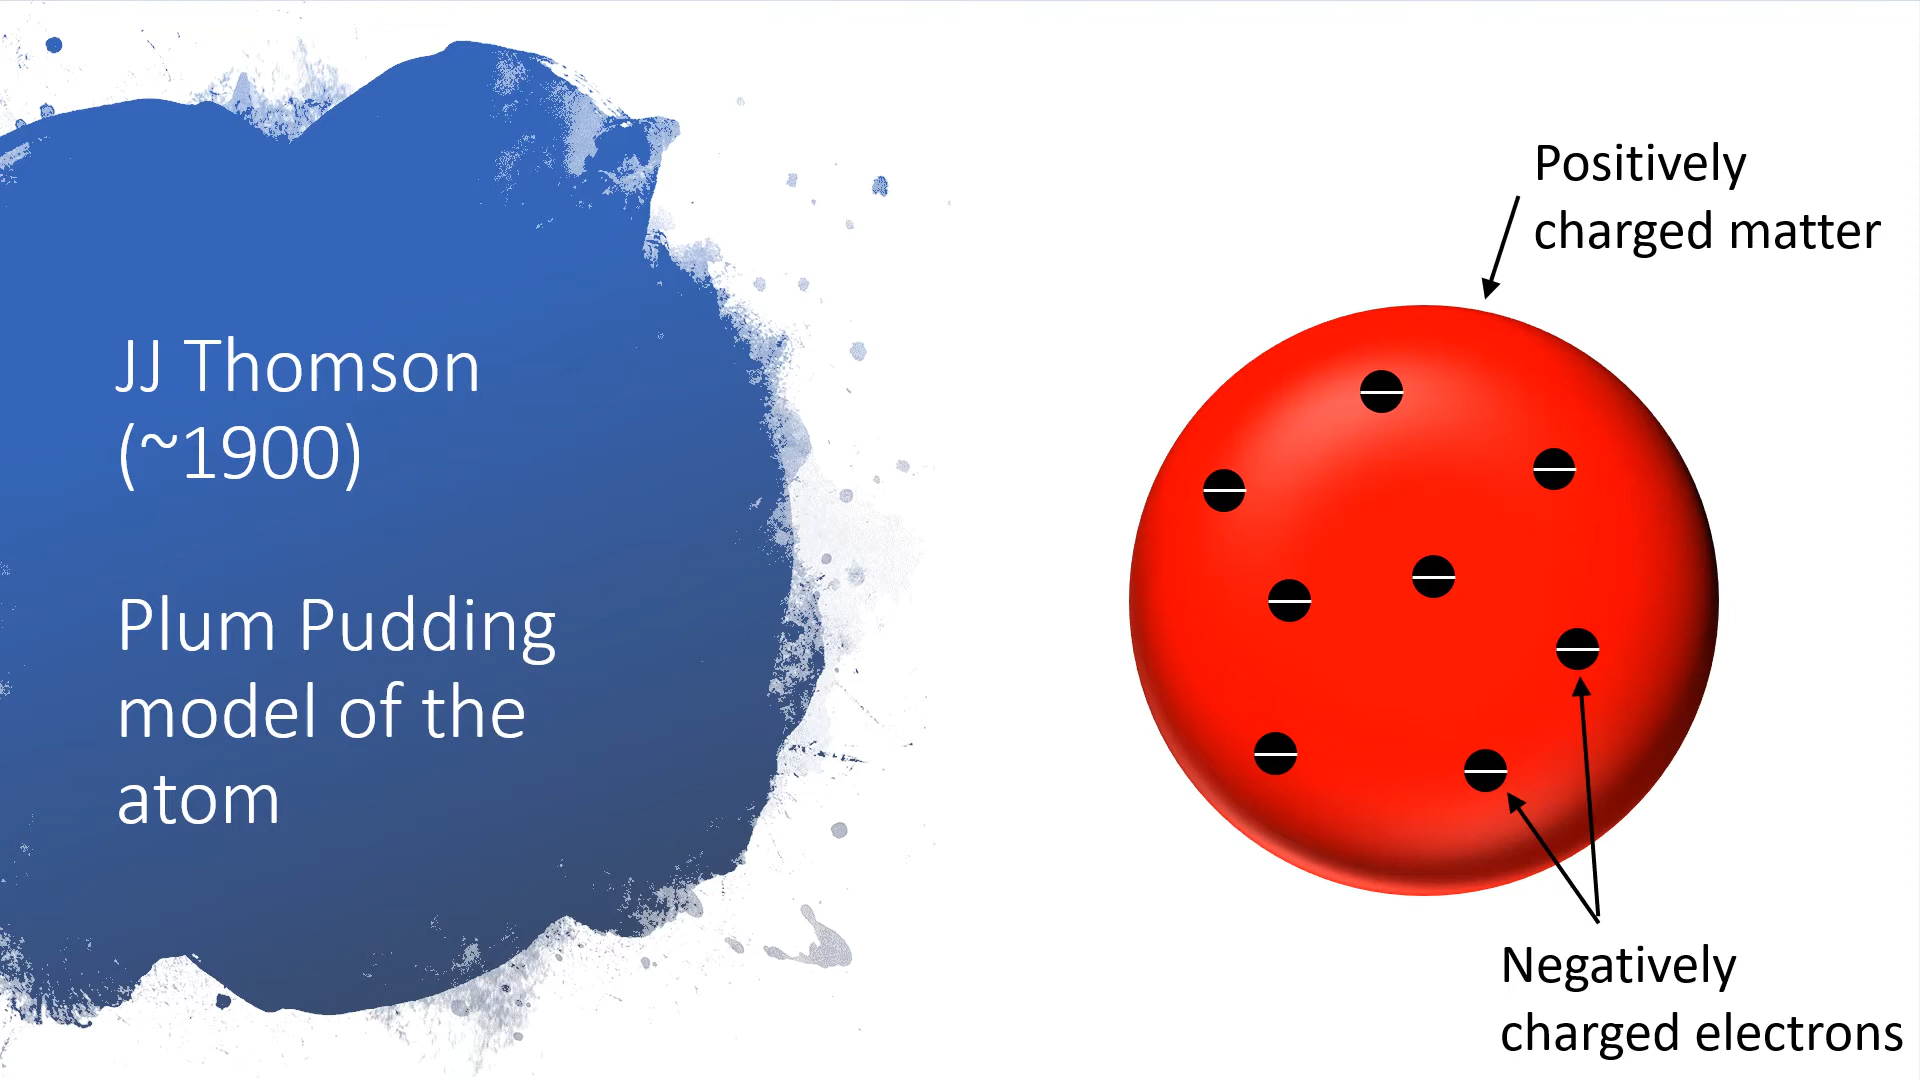 JJ Thomson
(~1900)
Plum Pudding
model of the
atom
Positively
charged matter
Negatively
charged electrons